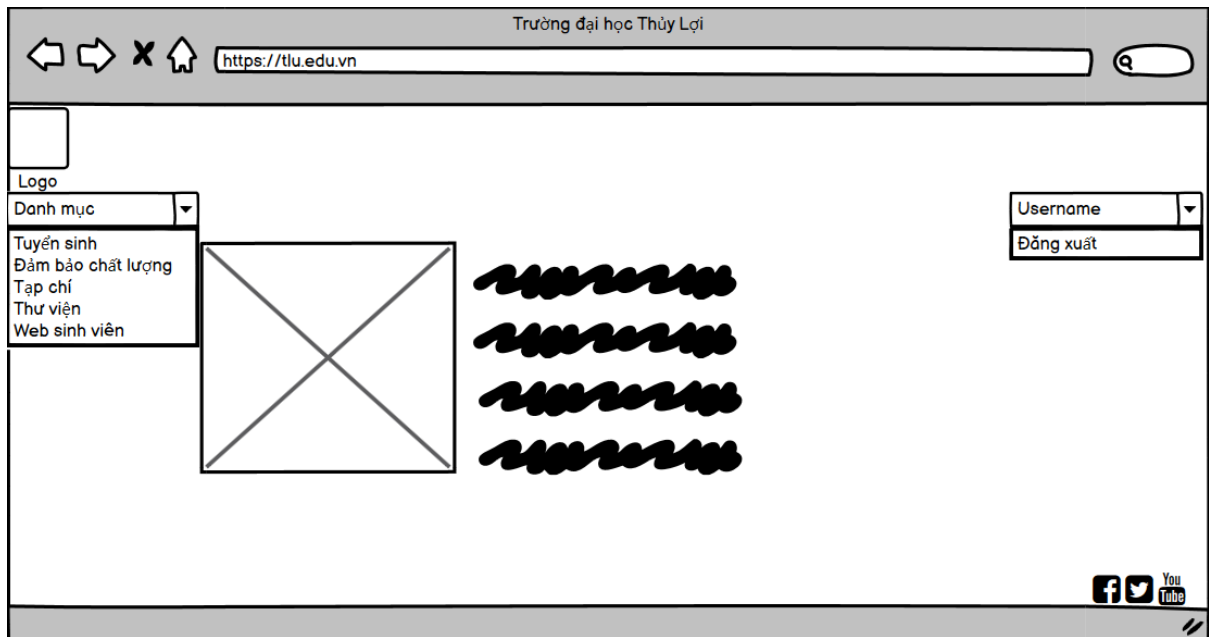 Trường đại học Thủy Lợi
https://tlu.edu.vn
Logo
Danh mục
Tuyển sinh
Đảm bảo chất lượng
Tạp chí
Thư viện
Web sinh viên
Username
Đăng xuất
You
Tube